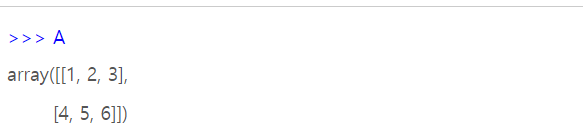 >>> A
array([[1, 2, 3],
[4, 5, 6]])